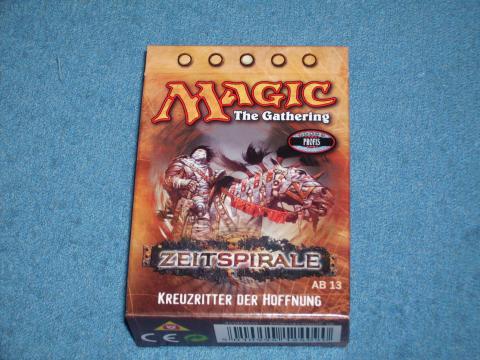 MAGIC
The Gathering
PROFIS
ZEITSPIRALE
AB 13
KREUZRITTER DER HOFFNUNG
CE